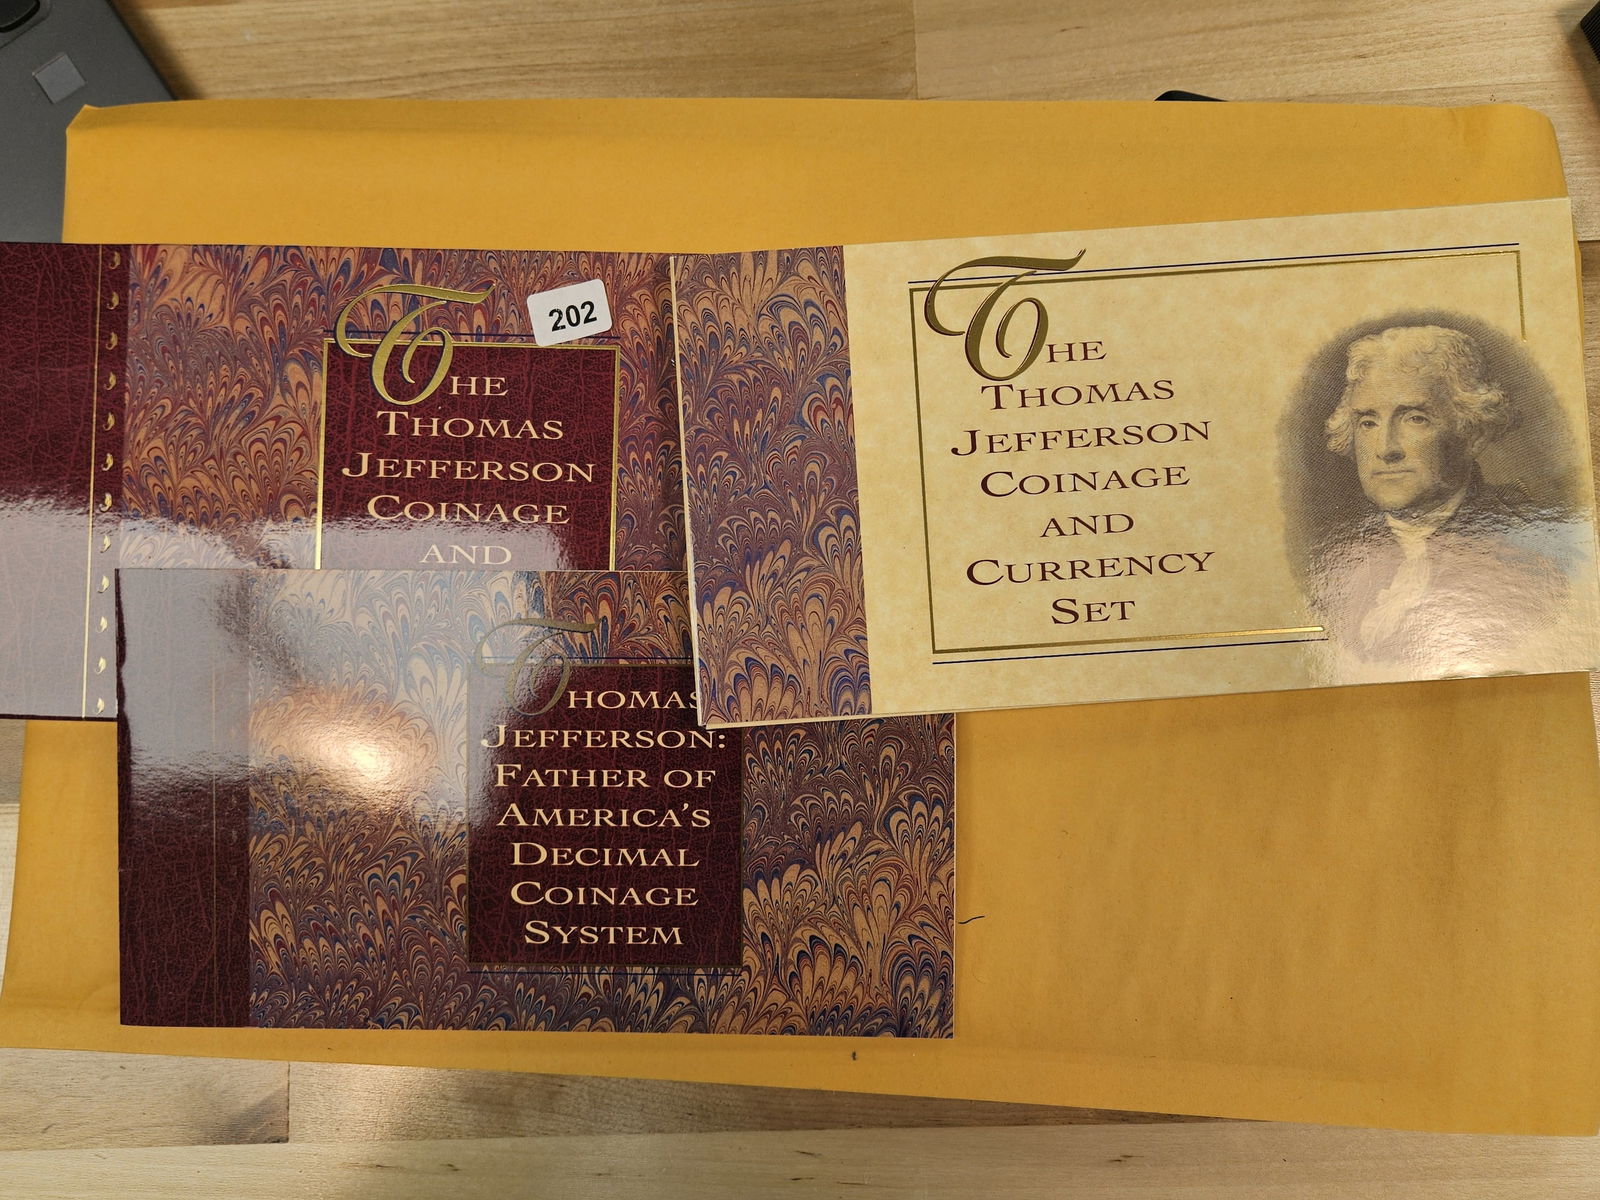 202
The
Thomas
Jefferson
Coinage
and
The
Thomas
Jefferson
Coinage
and
Currency
Set
Thomas
Jefferson:
Father of
America's
Decimal
Coinage
System